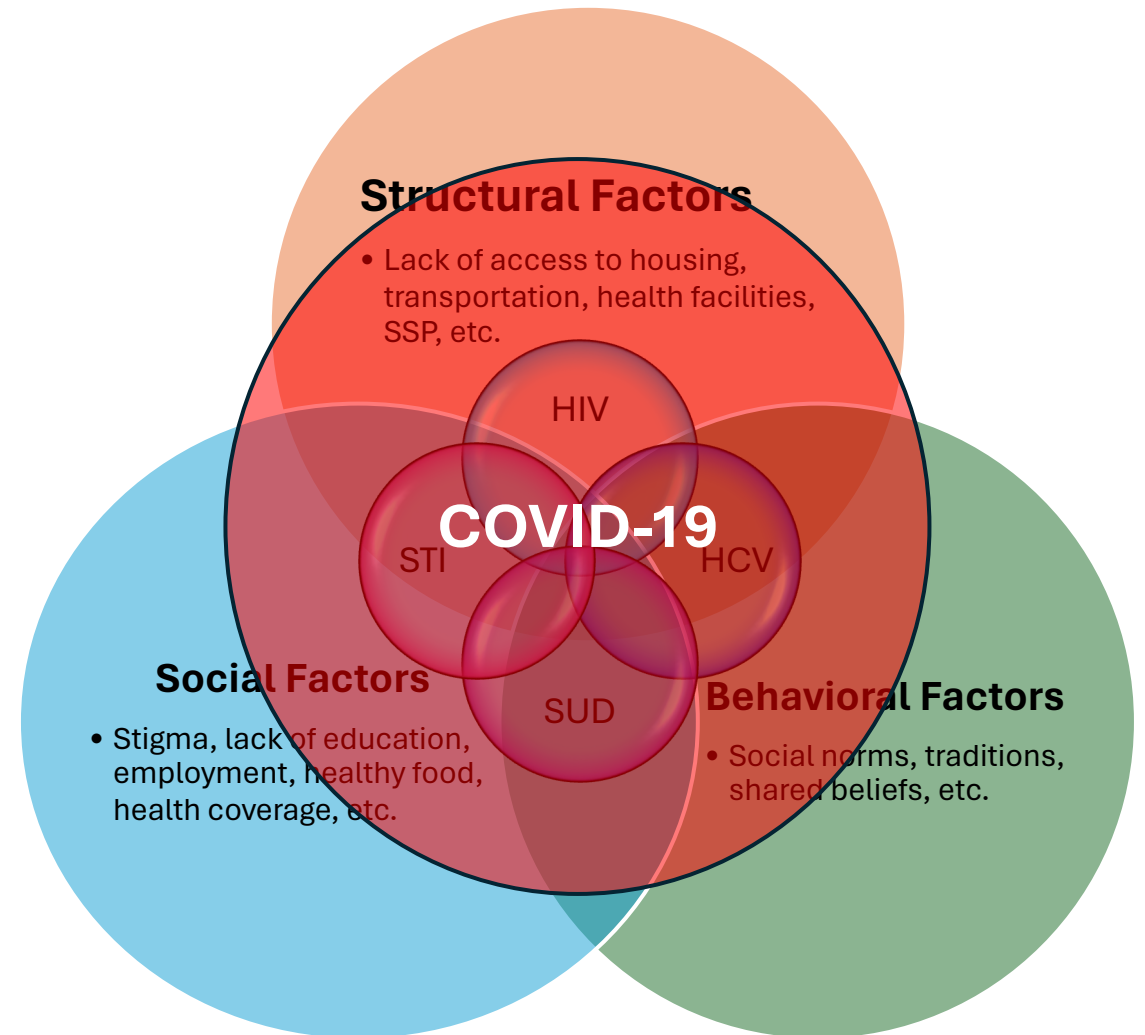 Structural Factors
• Lack of access to housing,
transportation, health facilities,
SSP, etc.
HIV
COVID-19
STI
HCV
SUD
Social Factors
• Stigma, lack of education,
employment, healthy food,
health coverage, etc.
Behavioral Factors
• Social norms, traditions,
shared beliefs, etc.